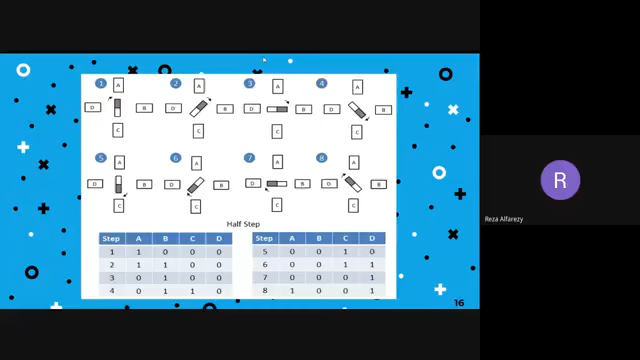 1 2 3 4
A A A A
D B D B D B D B
C C C C
5 6 7 8
A A A A
D B D B D B D B
C C C C
Half Step
Step A B C D
1 1 0 0 0
2 1 1 0 0
3 0 1 0 0
4 0 1 1 0
Step A B C D
5 0 0 1 0
6 0 0 1 1
7 0 0 0 1
8 1 0 0 1
16
R
Reza Alfarezy